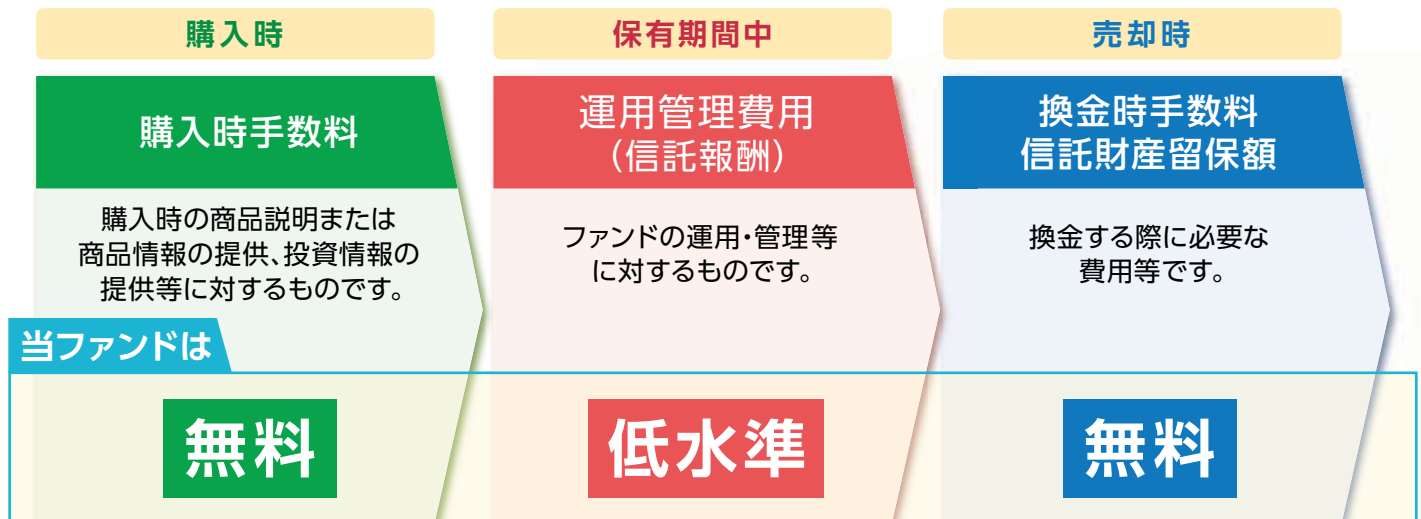 購入時
保有期間中
売却時
購入時手数料
運用管理費用
(信託報酬)
換金時手数料
信託財産留保額
購入時の商品説明または
商品情報の提供、投資情報の
提供等に対するものです。
ファンドの運用・管理等
に対するものです。
換金する際に必要な
費用等です。
当ファンドは
無料
低水準
無料